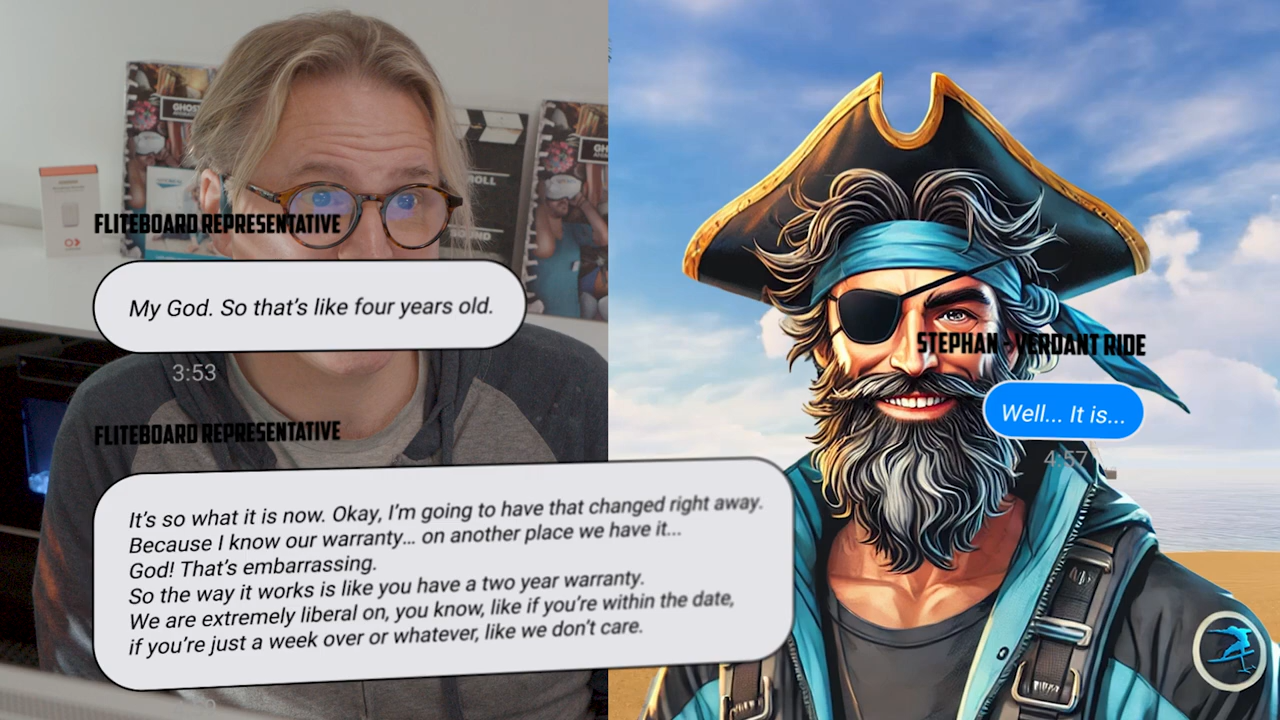 GHOST
GH
ROLL
SOUND
FLITEBOARD REPRESENTATIVE
My God. So that's like four years old.
3:53
STEPHAN - VERDANT RIDE
Well... It is...
4:57
FLITEBOARD REPRESENTATIVE
It's so what it is now. Okay, I'm going to have that changed right away.
Because I know our warranty... on another place we have it...
God! That's embarrassing.
So the way it works is like you have a two year warranty.
We are extremely liberal on, you know, like if you're within the date,
if you're just a week over or whatever, like we don't care.